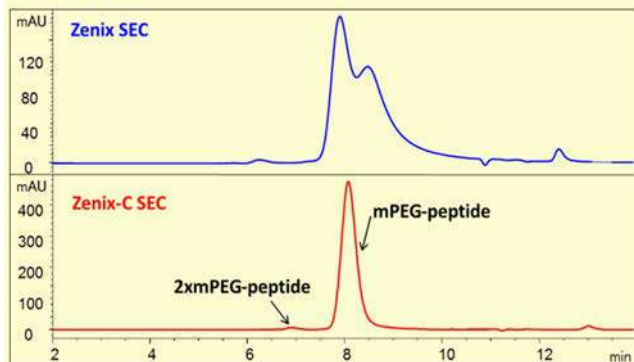 mAU
Zenix SEC
120
80
40
0
mAU
Zenix-C SEC
400
300
200
100
0
mPEG-peptide
2xmPEG-peptide
2 4 6 8 10 12 min